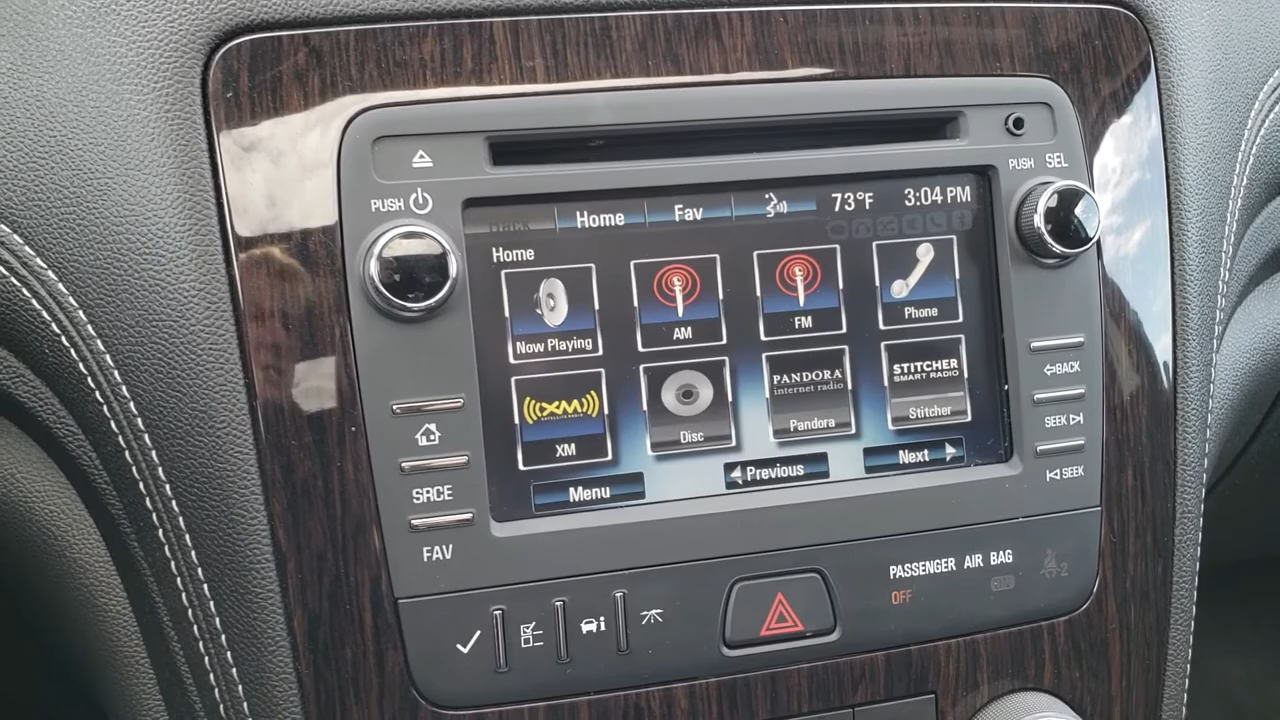 PUSH
PUSH SEL
Back Home Fav 73°F 3:04 PM
Home
Now Playing
AM
FM
Phone
((XM))
SATELLITE RADIO
XM
Disc
PANDORA
internet radio
Pandora
STITCHER
SMART RADIO
Stitcher
Menu
Previous
Next
BACK
SEEK
SEEK
SRCE
FAV
PASSENGER AIR BAG
OFF
2